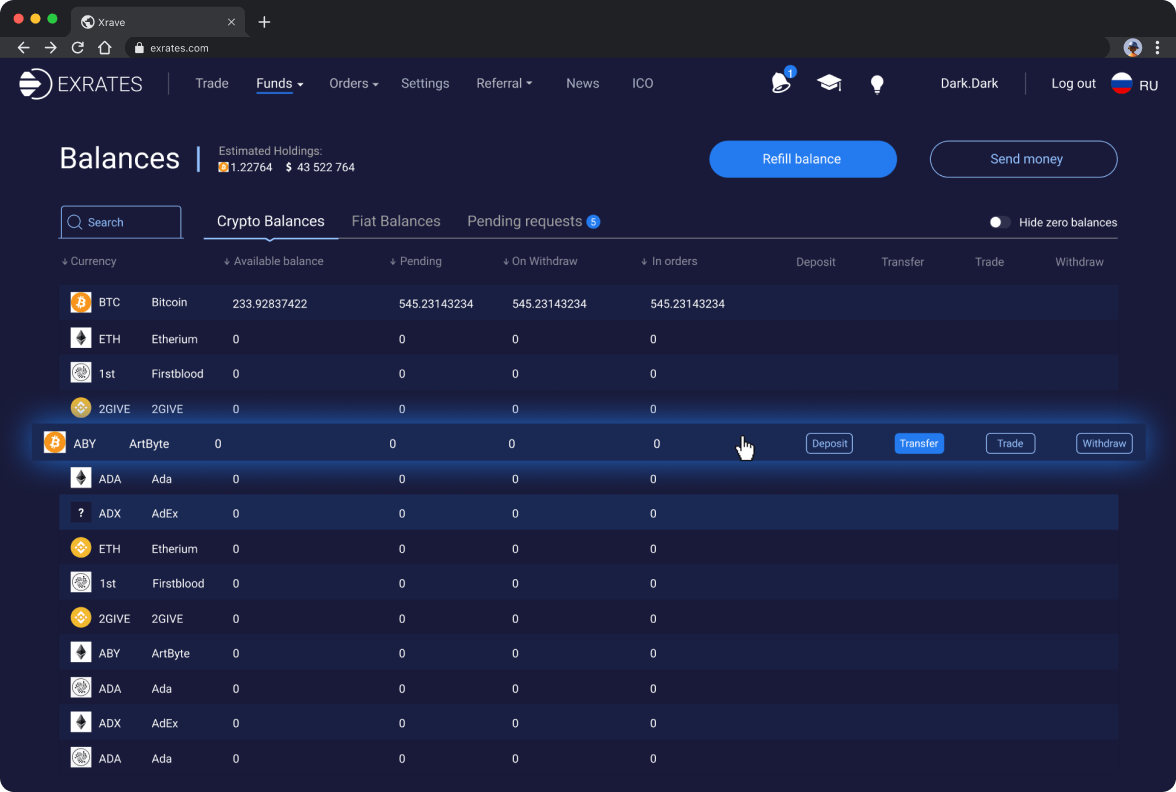 Xrave
exrates.com
EXRATES Trade Funds Orders Settings Referral News ICO 1 Dark.Dark Log out RU
Balances
Estimated Holdings:
1.22764 $ 43 522 764
Refill balance Send money
Search Crypto Balances Fiat Balances Pending requests 5 Hide zero balances
Currency Available balance Pending On Withdraw In orders Deposit Transfer Trade Withdraw
BTC Bitcoin 233.92837422 545.23143234 545.23143234 545.23143234
ETH Etherium 0 0 0 0
1st Firstblood 0 0 0 0
2GIVE 2GIVE 0 0 0 0
ABY ArtByte 0 0 0 0 Deposit Transfer Trade Withdraw
ADA Ada 0 0 0 0
? ADX AdEx 0 0 0 0
ETH Etherium 0 0 0 0
1st Firstblood 0 0 0 0
2GIVE 2GIVE 0 0 0 0
ABY ArtByte 0 0 0 0
ADA Ada 0 0 0 0
ADX AdEx 0 0 0 0
ADA Ada 0 0 0 0